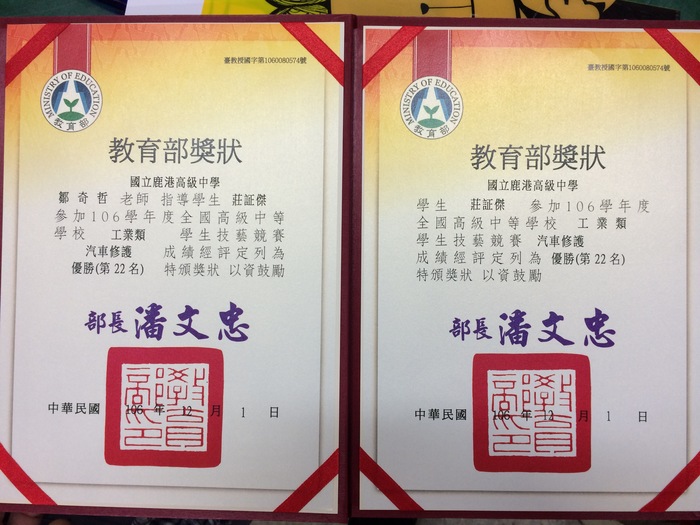 臺教授國字第1060080574號
MINISTRY OF EDUCATION
教育部
教育部獎狀
國立鹿港高級中學
鄒奇哲 老師 指導學生 莊証傑
參加106學年度全國高級中等
學校 工業類 學生技藝競賽
汽車修護 成績經評定列為
優勝(第22名) 特頒獎狀 以資鼓勵
部長 潘文忠
中華民國 106 年 12 月 1 日
臺教授國字第1060080574號
MINISTRY OF EDUCATION
教育部
教育部獎狀
國立鹿港高級中學
學生 莊証傑 參加106學年度
全國高級中等學校 工業類
學生技藝競賽 汽車修護
成績經評定列為 優勝(第22名)
特頒獎狀 以資鼓勵
部長 潘文忠
中華民國 106 年 12 月 1 日